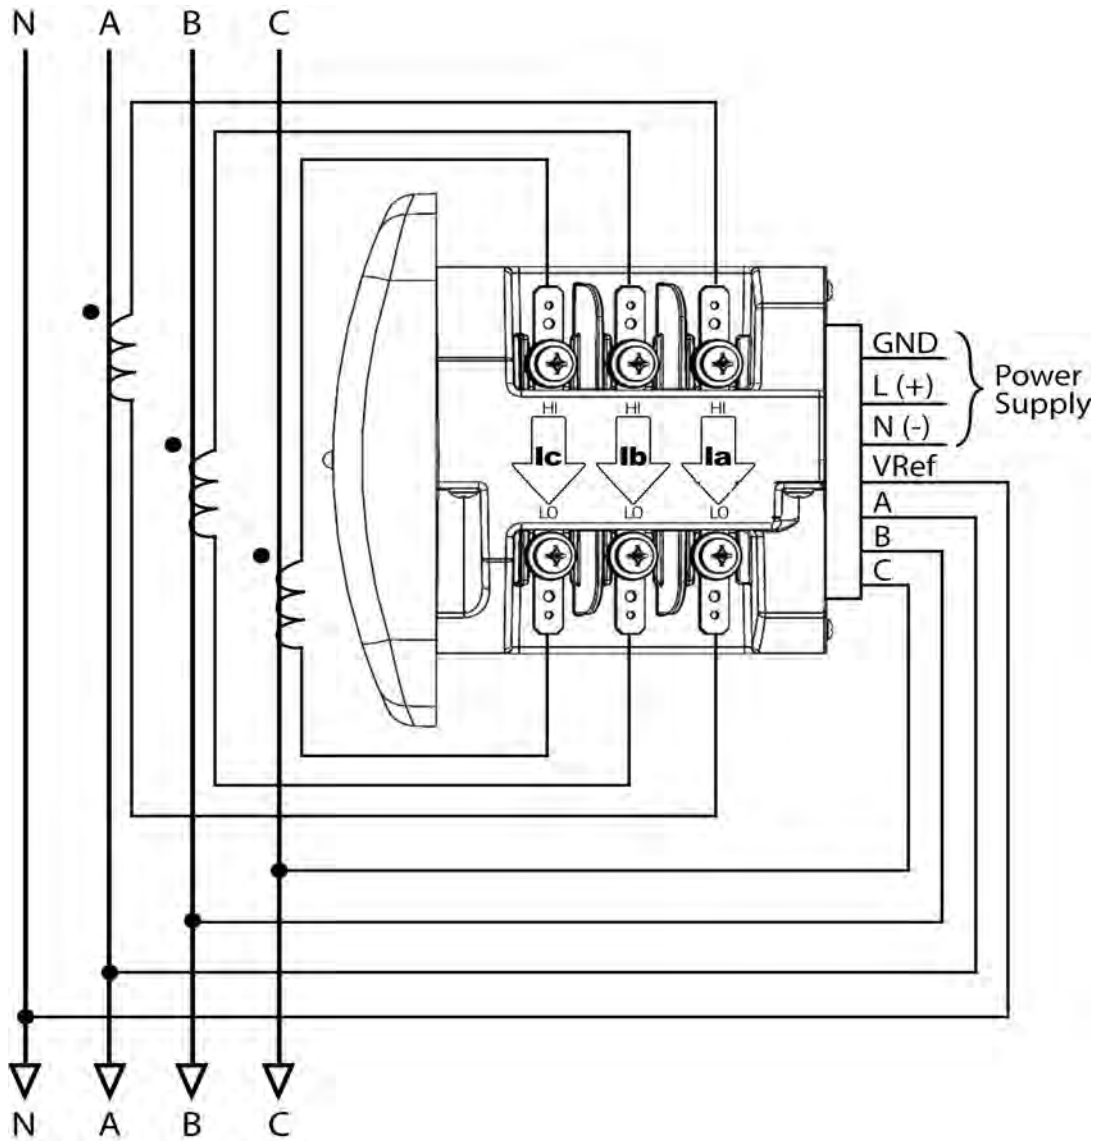 N A B C
GND
L (+)
N (-)
Power
Supply
VRef
A
B
C
HI HI HI
Ic Ib Ia
LO LO LO
N A B C